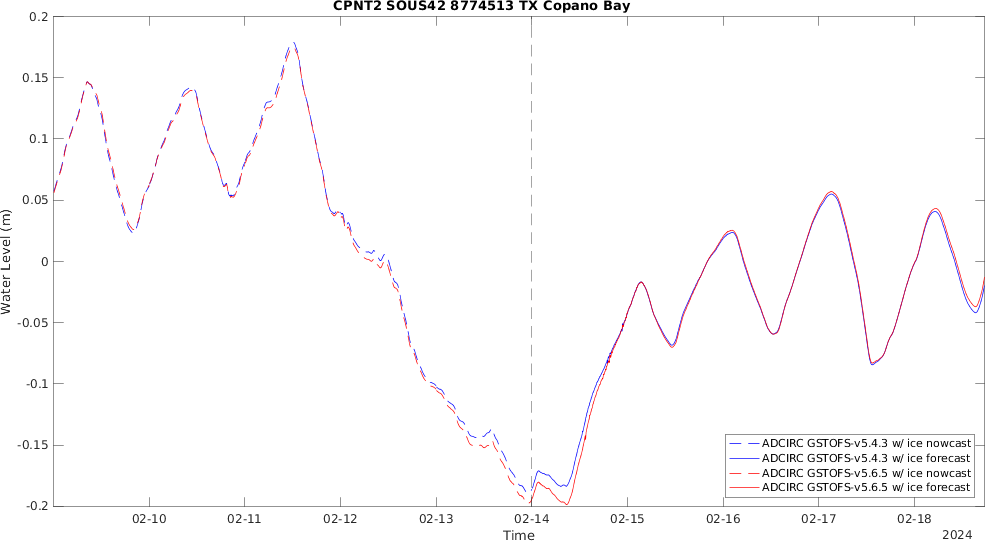 CPNT2 SOUS42 8774513 TX Copano Bay
0.2
0.15
0.1
0.05
0
-0.05
-0.1
-0.15
-0.2
Water Level (m)
02-10 02-11 02-12 02-13 02-14 02-15 02-16 02-17 02-18
Time
2024
ADCIRC GSTOFS-v5.4.3 w/ ice nowcast
ADCIRC GSTOFS-v5.4.3 w/ ice forecast
ADCIRC GSTOFS-v5.6.5 w/ ice nowcast
ADCIRC GSTOFS-v5.6.5 w/ ice forecast